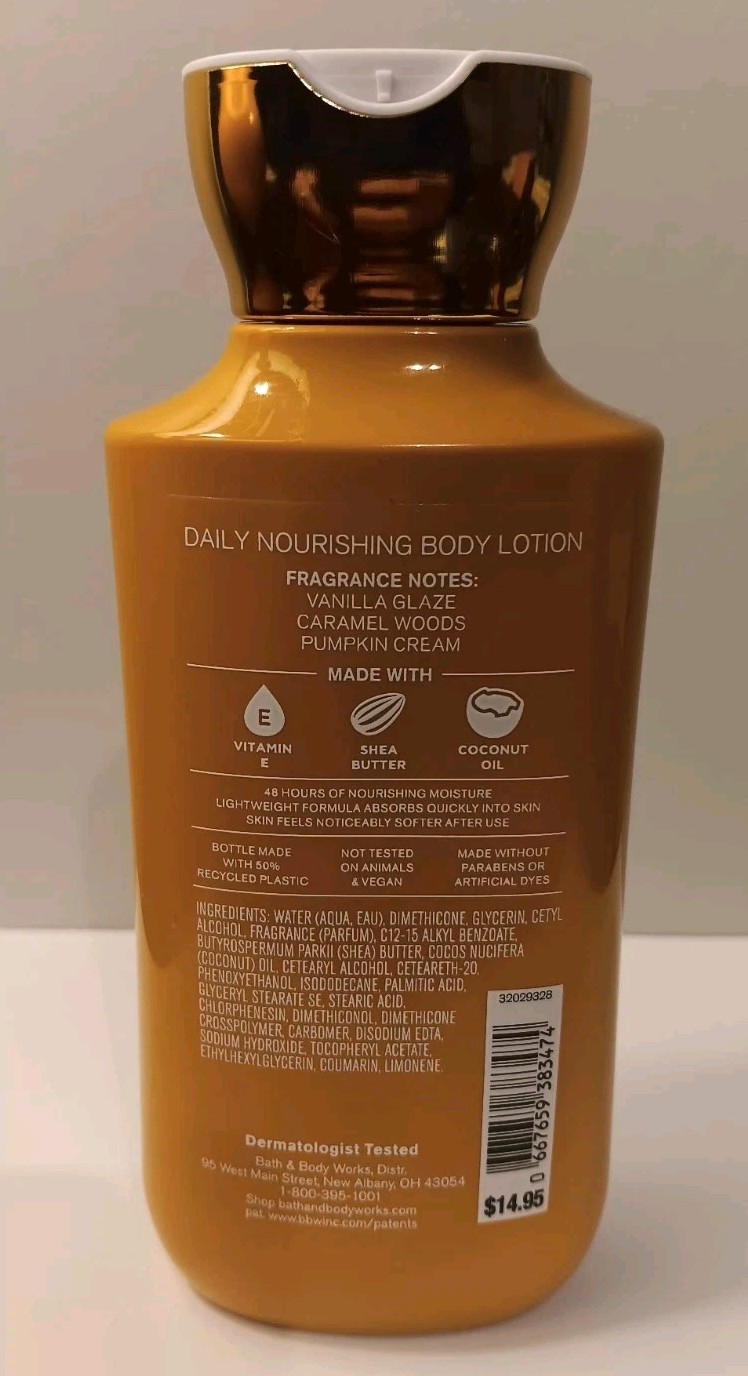 DAILY NOURISHING BODY LOTION
FRAGRANCE NOTES:
VANILLA GLAZE
CARAMEL WOODS
PUMPKIN CREAM
MADE WITH
E
VITAMIN
E
SHEA
BUTTER
COCONUT
OIL
48 HOURS OF NOURISHING MOISTURE
LIGHTWEIGHT FORMULA ABSORBS QUICKLY INTO SKIN
SKIN FEELS NOTICEABLY SOFTER AFTER USE
BOTTLE MADE
WITH 50%
RECYCLED PLASTIC
NOT TESTED
ON ANIMALS
& VEGAN
MADE WITHOUT
PARABENS OR
ARTIFICIAL DYES
INGREDIENTS: WATER (AQUA, EAU), DIMETHICONE, GLYCERIN, CETYL
ALCOHOL, FRAGRANCE (PARFUM), C12-15 ALKYL BENZOATE,
BUTYROSPERMUM PARKII (SHEA) BUTTER, COCOS NUCIFERA
(COCONUT) OIL, CETEARYL ALCOHOL, CETEARETH-20,
PHENOXYETHANOL, ISODODECANE, PALMITIC ACID,
GLYCERYL STEARATE SE, STEARIC ACID,
CHLORPHENESIN, DIMETHICONOL, DIMETHICONE
CROSSPOLYMER, CARBOMER, DISODIUM EDTA,
SODIUM HYDROXIDE, TOCOPHERYL ACETATE,
ETHYLHEXYLGLYCERIN, COUMARIN, LIMONENE.
32029328
0 667659 383474
$14.95
Dermatologist Tested
Bath & Body Works, Distr.
95 West Main Street, New Albany, OH 43054
1-800-395-1001
Shop bathandbodyworks.com
pat. www.bbwinc.com/patents